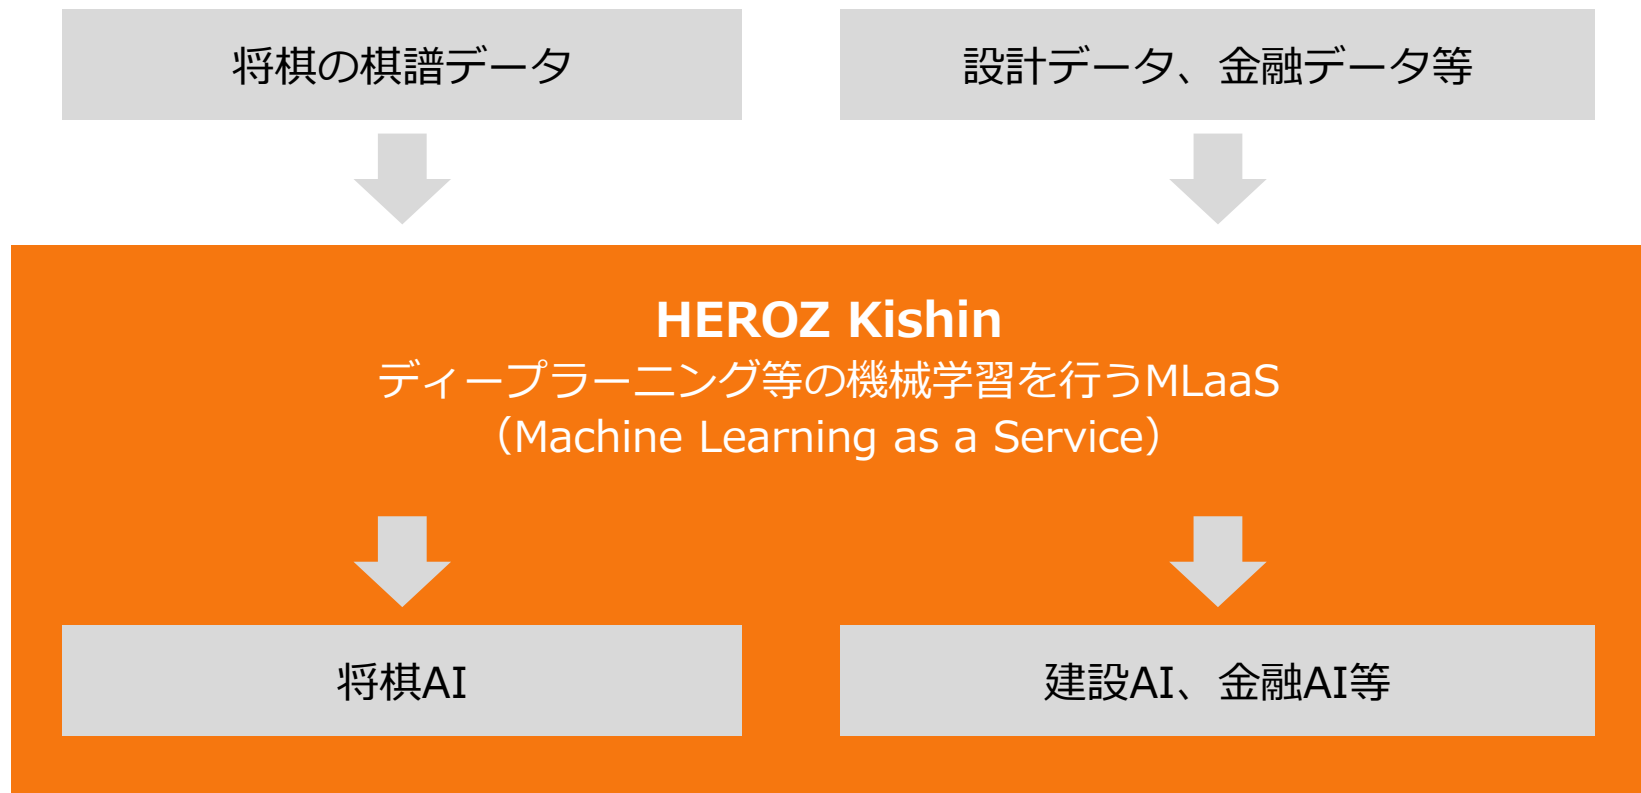 将棋の棋譜データ
設計データ、金融データ等
HEROZ Kishin
ディープラーニング等の機械学習を行うMLaaS
（Machine Learning as a Service）
将棋AI
建設AI、金融AI等